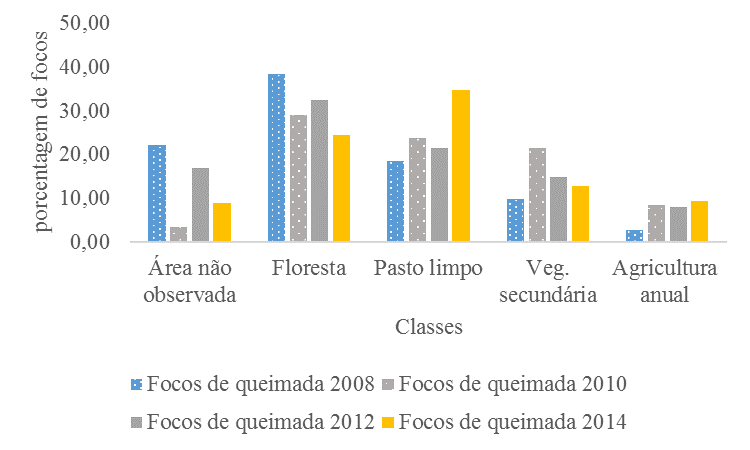 50,00
40,00
30,00
20,00
10,00
0,00
porcentagem de focos
Área não observada
Floresta
Pasto limpo
Veg. secundária
Agricultura anual
Classes
Focos de queimada 2008
Focos de queimada 2010
Focos de queimada 2012
Focos de queimada 2014